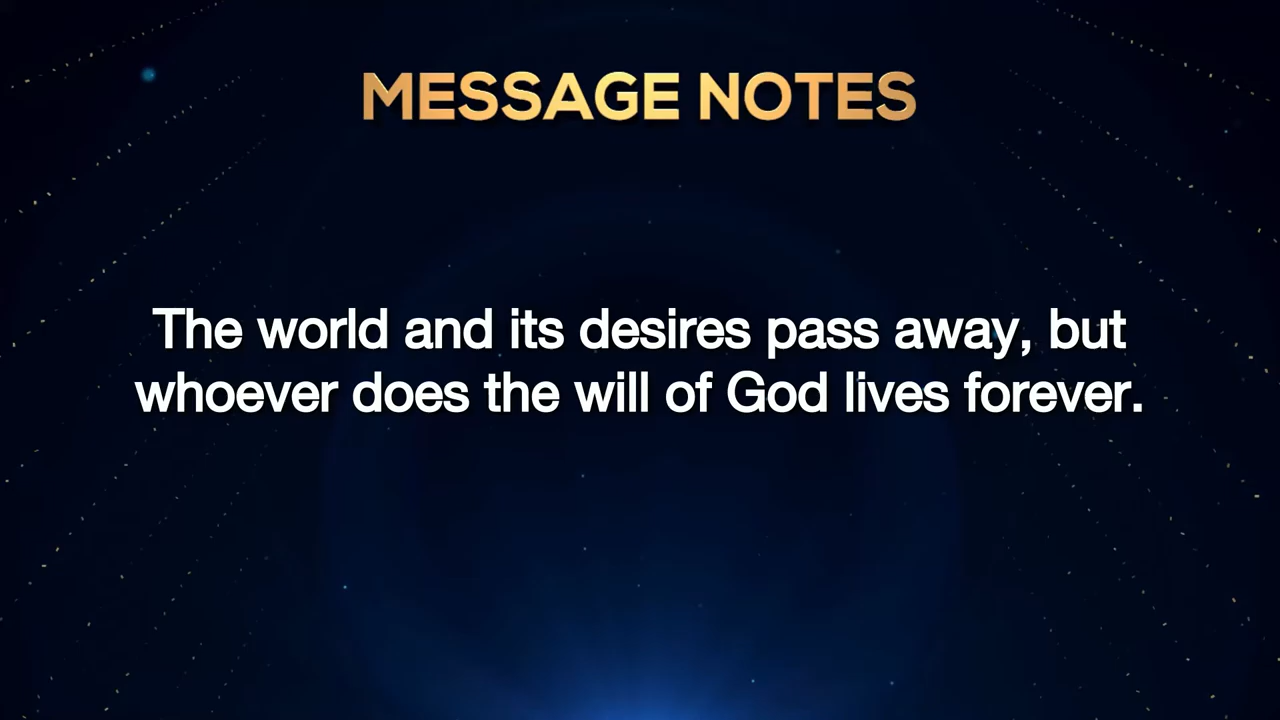 MESSAGE NOTES
The world and its desires pass away, but
whoever does the will of God lives forever.